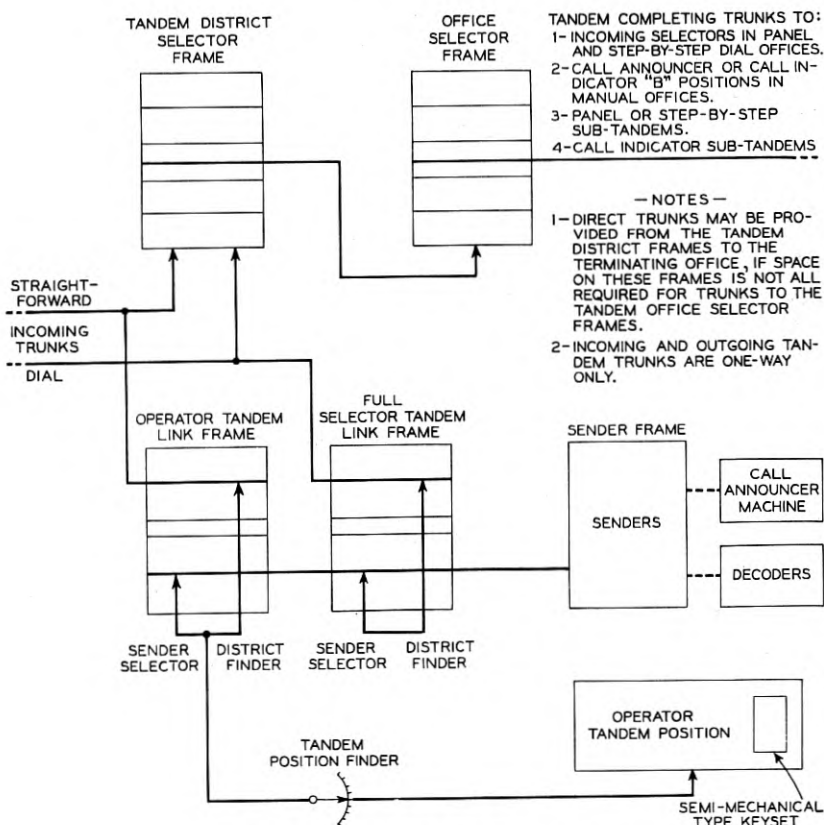 TANDEM DISTRICT
SELECTOR
FRAME
OFFICE
SELECTOR
FRAME
TANDEM COMPLETING TRUNKS TO:
1-INCOMING SELECTORS IN PANEL
AND STEP-BY-STEP DIAL OFFICES.
2-CALL ANNOUNCER OR CALL IN-
DICATOR "B" POSITIONS IN
MANUAL OFFICES.
3-PANEL OR STEP-BY-STEP
SUB-TANDEMS.
4-CALL INDICATOR SUB-TANDEMS
-NOTES-
1-DIRECT TRUNKS MAY BE PRO-
VIDED FROM THE TANDEM
DISTRICT FRAMES TO THE
TERMINATING OFFICE, IF SPACE
ON THESE FRAMES IS NOT ALL
REQUIRED FOR TRUNKS TO THE
TANDEM OFFICE SELECTOR
FRAMES.
2-INCOMING AND OUTGOING TAN-
DEM TRUNKS ARE ONE-WAY
ONLY.
STRAIGHT-
FORWARD
INCOMING
TRUNKS
DIAL
OPERATOR TANDEM
LINK FRAME
FULL
SELECTOR TANDEM
LINK FRAME
SENDER FRAME
SENDERS
CALL
ANNOUNCER
MACHINE
DECODERS
SENDER
SELECTOR
DISTRICT
FINDER
SENDER
SELECTOR
DISTRICT
FINDER
TANDEM
POSITION FINDER
OPERATOR
TANDEM POSITION
SEMI-MECHANICAL
TYPE KEYSET